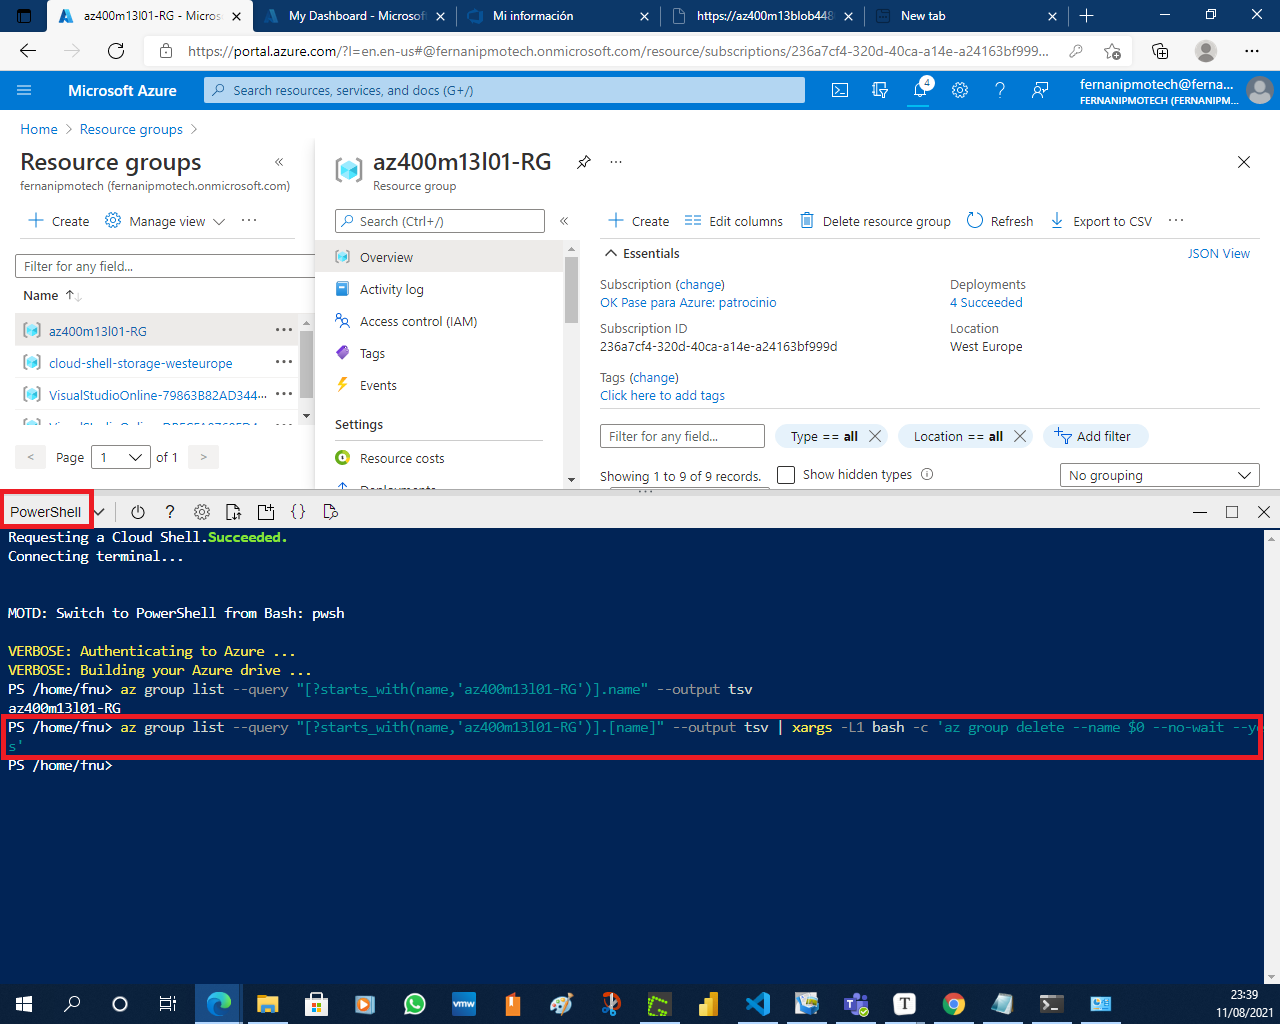 az400m13l01-RG - Micros
My Dashboard - Microsoft
Mi información
https://az400m13blob448
New tab
https://portal.azure.com/?l=en.en-us#@fernanipmotech.onmicrosoft.com/resource/subscriptions/236a7cf4-320d-40ca-a14e-a24163bf999...
Microsoft Azure
Search resources, services, and docs (G+/)
4
fernanipmotech@ferna...
FERNANIPMOTECH (FERNANIPM...
Home > Resource groups >
Resource groups
fernanipmotech (fernanipmotech.onmicrosoft.com)
Create
Manage view
Filter for any field...
Name
az400m13l01-RG
cloud-shell-storage-westeurope
VisualStudioOnline-79863B82AD344...
< Page 1 of 1 >
az400m13l01-RG
Resource group
Search (Ctrl+/)
Overview
Activity log
Access control (IAM)
Tags
Events
Settings
Resource costs
Deployments
Create
Edit columns
Delete resource group
Refresh
Export to CSV
Essentials
JSON View
Subscription (change)
OK Pase para Azure: patrocinio
Subscription ID
236a7cf4-320d-40ca-a14e-a24163bf999d
Tags (change)
Click here to add tags
Deployments
4 Succeeded
Location
West Europe
Filter for any field...
Type == all
Location == all
Add filter
Showing 1 to 9 of 9 records.
Show hidden types
No grouping
PowerShell
Requesting a Cloud Shell.Succeeded.
Connecting terminal...
MOTD: Switch to PowerShell from Bash: pwsh
VERBOSE: Authenticating to Azure ...
VERBOSE: Building your Azure drive ...
PS /home/fnu> az group list --query "[?starts_with(name,'az400m13l01-RG')].name" --output tsv
az400m13l01-RG
PS /home/fnu> az group list --query "[?starts_with(name,'az400m13l01-RG')].[name]" --output tsv | xargs -L1 bash -c 'az group delete --name $0 --no-wait --ye
s'
PS /home/fnu>
vmw
T
23:39
11/08/2021